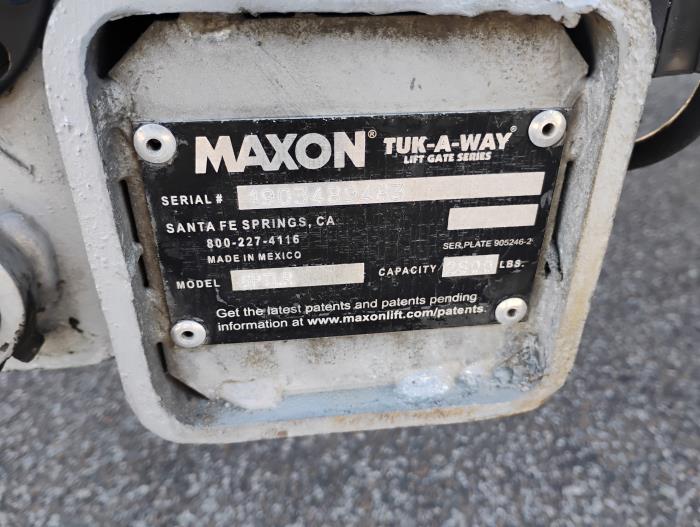 MAXON® TUK-A-WAY®
LIFT GATE SERIES
SERIAL #
SANTA FE SPRINGS, CA
800-227-4116
SER,PLATE 905246-2
MADE IN MEXICO
MODEL CAPACITY LBS.
Get the latest patents and patents pending
information at www.maxonlift.com/patents.